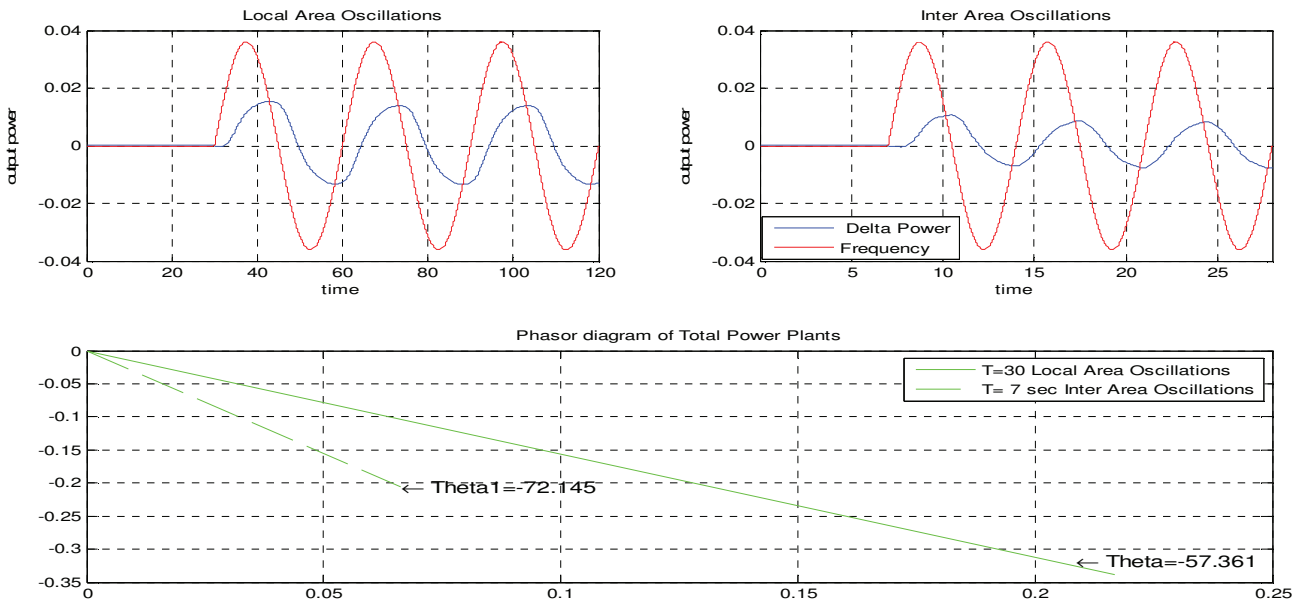 Local Area Oscillations
0.04
0.02
0
-0.02
-0.04
output power
0 20 40 60 80 100 120
time
Inter Area Oscillations
0.04
0.02
0
-0.02
-0.04
output power
Delta Power
Frequency
0 5 10 15 20 25
time
Phasor diagram of Total Power Plants
0
-0.05
-0.1
-0.15
-0.2
-0.25
-0.3
-0.35
T=30 Local Area Oscillations
T= 7 sec Inter Area Oscillations
← Theta1=-72.145
← Theta=-57.361
0 0.05 0.1 0.15 0.2 0.25